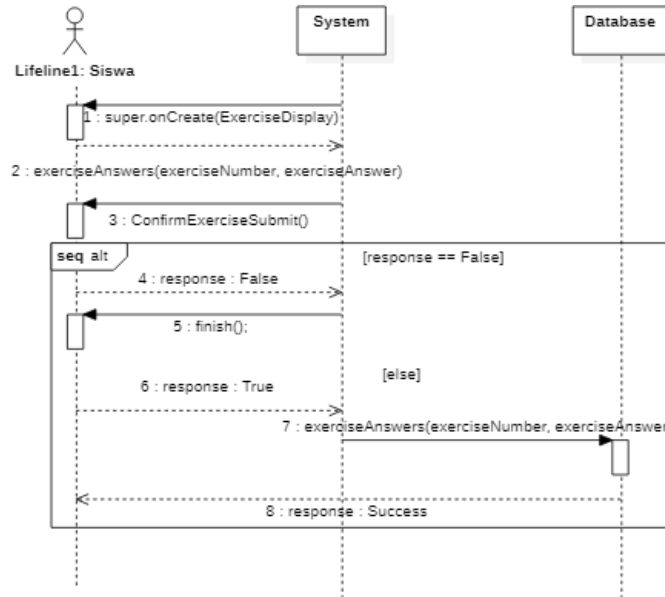 System
Database
Lifeline1: Siswa
1 : super.onCreate(ExerciseDisplay)
2 : exerciseAnswers(exerciseNumber, exerciseAnswer)
3 : ConfirmExerciseSubmit()
seq alt
[response == False]
4 : response : False
5 : finish();
[else]
6 : response : True
7 : exerciseAnswers(exerciseNumber, exerciseAnswer
8 : response : Success